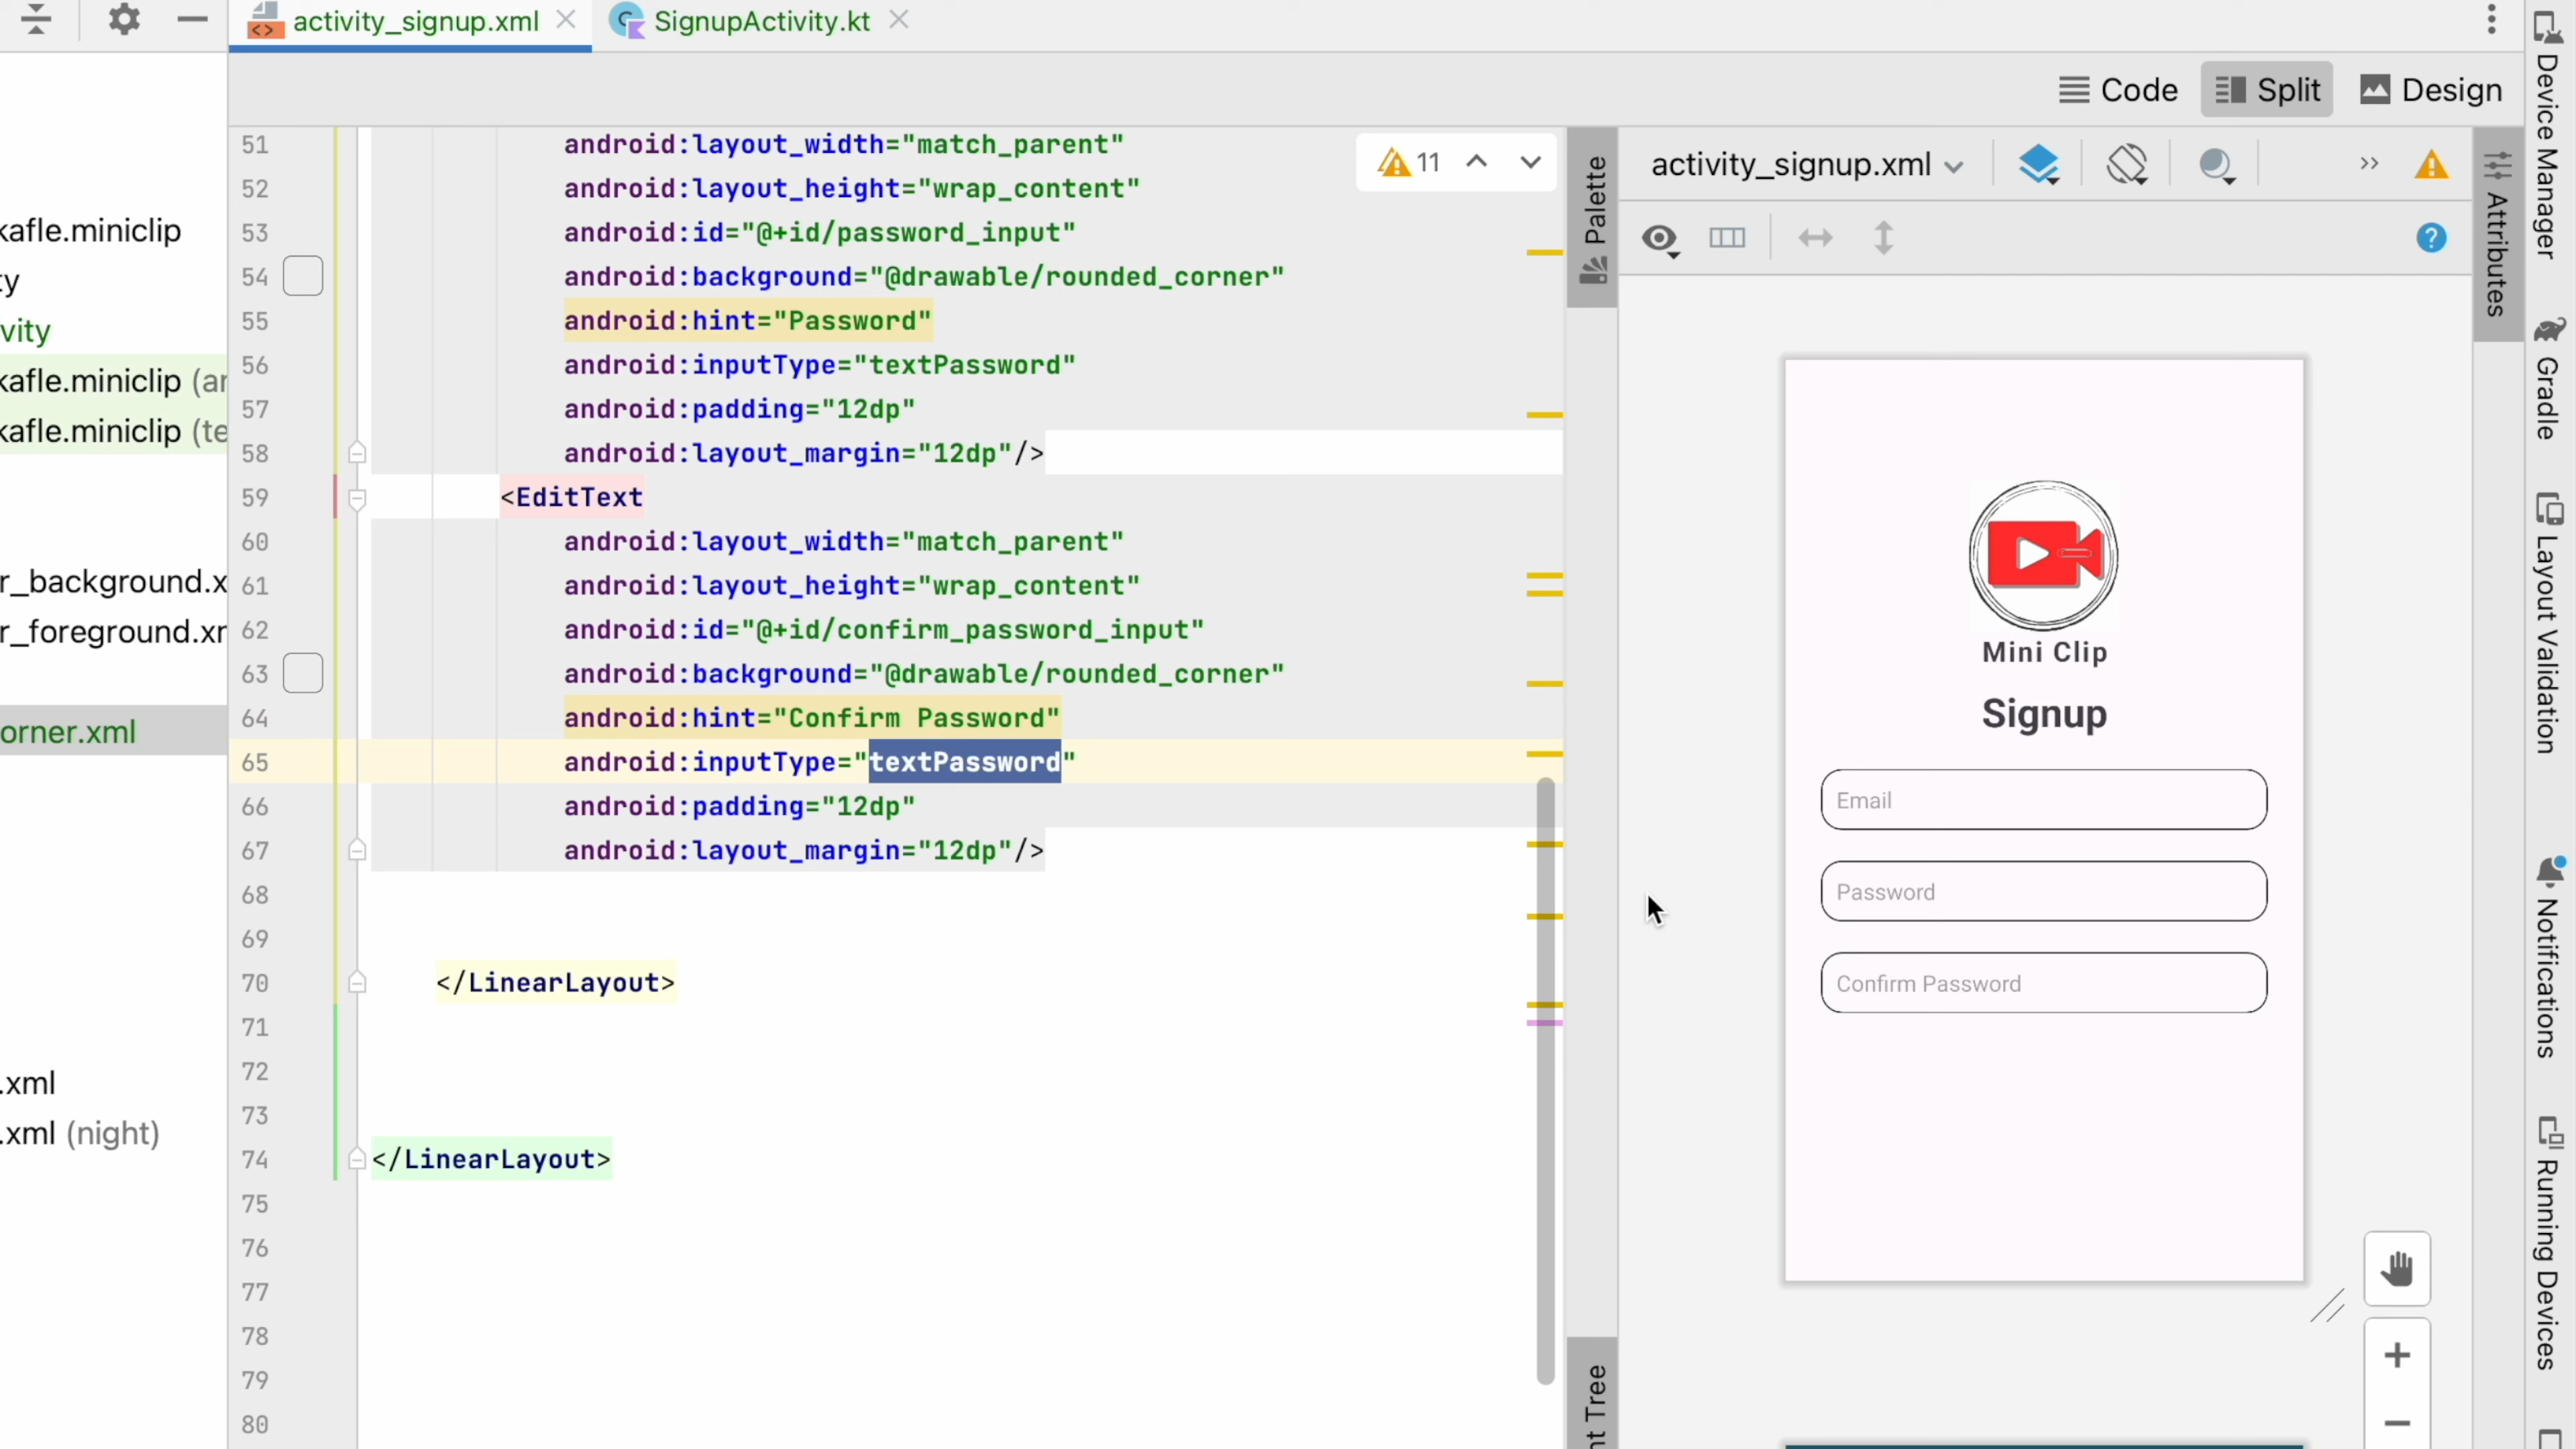 activity_signup.xml
SignupActivity.kt
Code
Split
Design
kafle.miniclip
ty
vity
kafle.miniclip (ar
kafle.miniclip (te
r_background.x
r_foreground.xr
orner.xml
.xml
.xml (night)
51 android:layout_width="match_parent"
52 android:layout_height="wrap_content"
53 android:id="@+id/password_input"
54 android:background="@drawable/rounded_corner"
55 android:hint="Password"
56 android:inputType="textPassword"
57 android:padding="12dp"
58 android:layout_margin="12dp"/>
59 <EditText
60 android:layout_width="match_parent"
61 android:layout_height="wrap_content"
62 android:id="@+id/confirm_password_input"
63 android:background="@drawable/rounded_corner"
64 android:hint="Confirm Password"
65 android:inputType="textPassword"
66 android:padding="12dp"
67 android:layout_margin="12dp"/>
68
69
70 </LinearLayout>
71
72
73
74 </LinearLayout>
75
76
77
78
79
80
11
Palette
nt Tree
activity_signup.xml
Mini Clip
Signup
Email
Password
Confirm Password
Attributes
Device Manager
Gradle
Layout Validation
Notifications
Running Devices